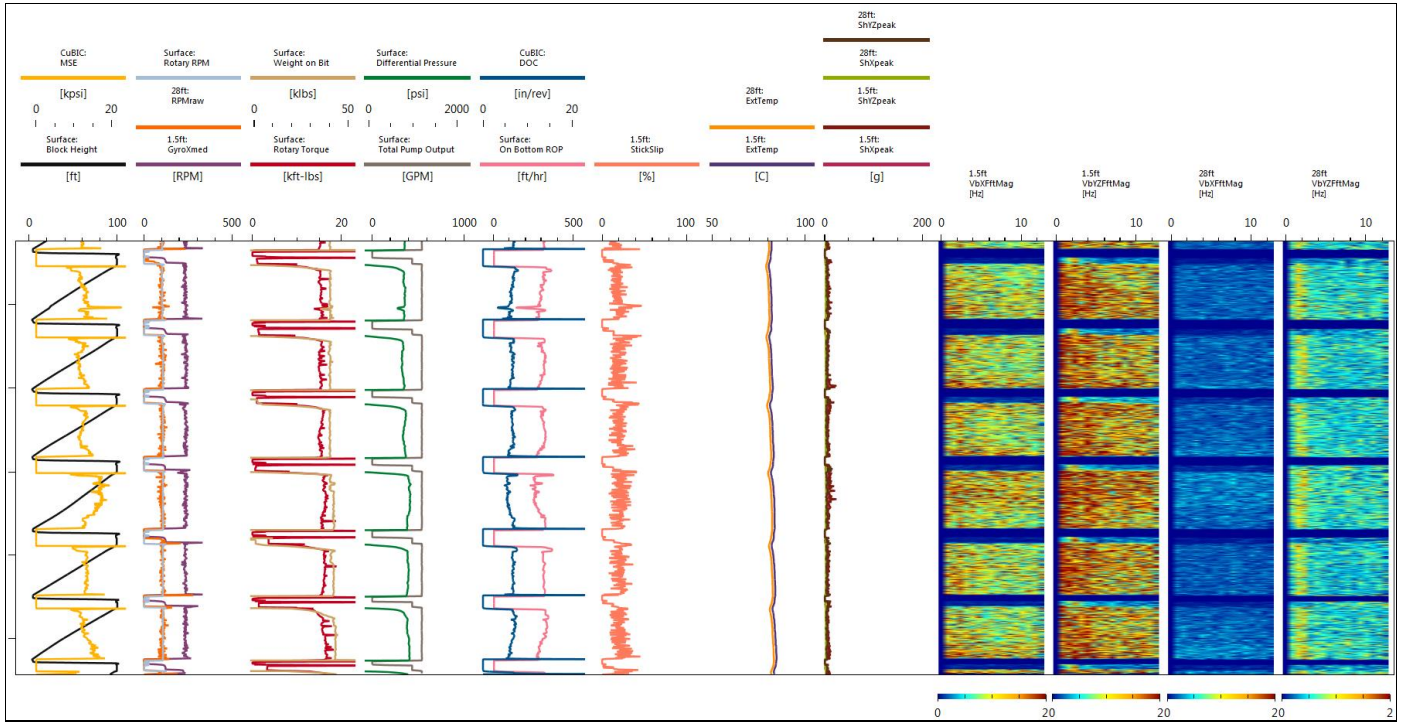 28ft:
ShYZpeak
CuBIC:
MSE
Surface:
Rotary RPM
Surface:
Weight on Bit
Surface:
Differential Pressure
CuBIC:
DOC
28ft:
ShXpeak
[kpsi]
28ft:
RPMraw
[klbs]
[psi]
[in/rev]
28ft:
ExtTemp
1.5ft:
ShYZpeak
0 20
0 50
0 2000
0 20
Surface:
Block Height
1.5ft:
GyroXmed
Surface:
Rotary Torque
Surface:
Total Pump Output
Surface:
On Bottom ROP
1.5ft:
StickSlip
1.5ft:
ExtTemp
1.5ft:
ShXpeak
[ft]
[RPM]
[kft-lbs]
[GPM]
[ft/hr]
[%]
[C]
[g]
1.5ft
VbXFftMag
[Hz]
1.5ft
VbYZFftMag
[Hz]
28ft
VbXFftMag
[Hz]
28ft
VbYZFftMag
[Hz]
0 100 0 500 0 20 0 1000 0 500 0 100 50 100 0 200 0 10 0 10 0 10 0 10
0 20 20 20 2